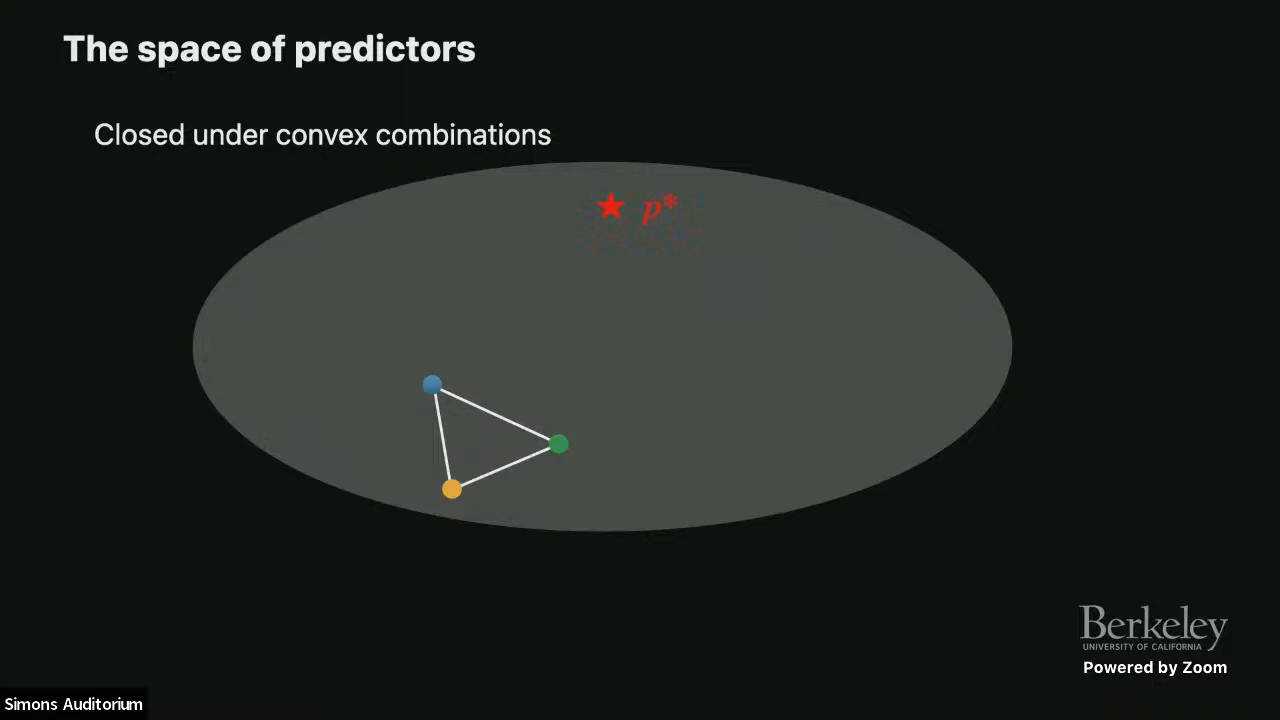 The space of predictors
Closed under convex combinations
★ p*
Berkeley
UNIVERSITY OF CALIFORNIA
Powered by Zoom
Simons Auditorium